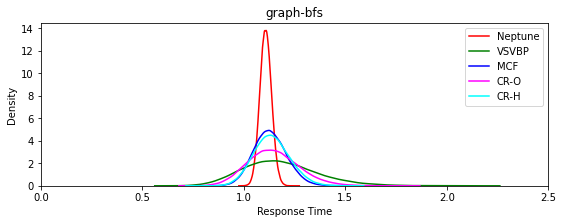 graph-bfs
14
12
10
8
6
4
2
0
Density
0.0 0.5 1.0 1.5 2.0 2.5
Response Time
Neptune
VSVBP
MCF
CR-O
CR-H